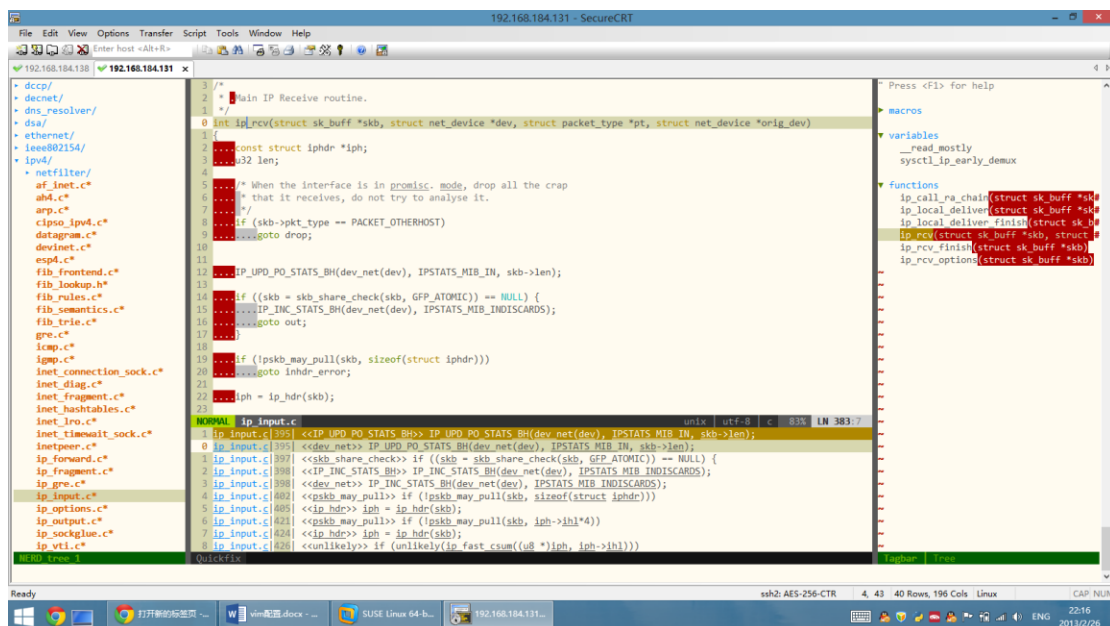 192.168.184.131 - SecureCRT
File Edit View Options Transfer Script Tools Window Help
Enter host <Alt+R>
192.168.184.138 192.168.184.131 x
▸ dccp/
▸ decnet/
▸ dns_resolver/
▸ dsa/
▸ ethernet/
▸ ieee802154/
▾ ipv4/
▸ netfilter/
af_inet.c*
ah4.c*
arp.c*
cipso_ipv4.c*
datagram.c*
devinet.c*
esp4.c*
fib_frontend.c*
fib_lookup.h*
fib_rules.c*
fib_semantics.c*
fib_trie.c*
gre.c*
icmp.c*
igmp.c*
inet_connection_sock.c*
inet_diag.c*
inet_fragment.c*
inet_hashtables.c*
inet_lro.c*
inet_timewait_sock.c*
inetpeer.c*
ip_forward.c*
ip_fragment.c*
ip_gre.c*
ip_input.c*
ip_options.c*
ip_output.c*
ip_sockglue.c*
ip_vti.c*
NERD_tree_1
3 /*
2 * .Main IP Receive routine.
1 */
0 int ip_rcv(struct sk_buff *skb, struct net_device *dev, struct packet_type *pt, struct net_device *orig_dev)
1 {
2 ....const struct iphdr *iph;
3 ....u32 len;
4
5 ..../* When the interface is in promisc. mode, drop all the crap
6 ....* that it receives, do not try to analyse it.
7 ....*/
8 ....if (skb->pkt_type == PACKET_OTHERHOST)
9 ........goto drop;
10
11
12 ....IP_UPD_PO_STATS_BH(dev_net(dev), IPSTATS_MIB_IN, skb->len);
13
14 ....if ((skb = skb_share_check(skb, GFP_ATOMIC)) == NULL) {
15 ........IP_INC_STATS_BH(dev_net(dev), IPSTATS_MIB_INDISCARDS);
16 ........goto out;
17 ....}
18
19 ....if (!pskb_may_pull(skb, sizeof(struct iphdr)))
20 ........goto inhdr_error;
21
22 ....iph = ip_hdr(skb);
23
NORMAL ip_input.c unix | utf-8 | c 83% LN 383:7
1 ip_input.c|395| <<IP_UPD_PO_STATS_BH>> IP_UPD_PO_STATS_BH(dev_net(dev), IPSTATS_MIB_IN, skb->len);
0 ip_input.c|395| <<dev_net>> IP_UPD_PO_STATS_BH(dev_net(dev), IPSTATS_MIB_IN, skb->len);
1 ip_input.c|397| <<skb_share_check>> if ((skb = skb_share_check(skb, GFP_ATOMIC)) == NULL) {
2 ip_input.c|398| <<IP_INC_STATS_BH>> IP_INC_STATS_BH(dev_net(dev), IPSTATS_MIB_INDISCARDS);
3 ip_input.c|398| <<dev_net>> IP_INC_STATS_BH(dev_net(dev), IPSTATS_MIB_INDISCARDS);
4 ip_input.c|402| <<pskb_may_pull>> if (!pskb_may_pull(skb, sizeof(struct iphdr)))
5 ip_input.c|405| <<ip_hdr>> iph = ip_hdr(skb);
6 ip_input.c|421| <<pskb_may_pull>> if (!pskb_may_pull(skb, iph->ihl*4))
7 ip_input.c|424| <<ip_hdr>> iph = ip_hdr(skb);
8 ip_input.c|426| <<unlikely>> if (unlikely(ip_fast_csum((u8 *)iph, iph->ihl)))
Quickfix
" Press <F1> for help
▶ macros
▼ variables
__read_mostly
sysctl_ip_early_demux
▼ functions
ip_call_ra_chain(struct sk_buff *sk#
ip_local_deliver(struct sk_buff *sk#
ip_local_deliver_finish(struct sk_b#
ip_rcv(struct sk_buff *skb, struct #
ip_rcv_finish(struct sk_buff *skb)
ip_rcv_options(struct sk_buff *skb)
Tagbar | Tree
Ready ssh2: AES-256-CTR 4, 43 40 Rows, 196 Cols Linux CAP NUM
打开新的标签页 -... vim配置.docx - ... SUSE Linux 64-b... 192.168.184.131... ENG 22:16
2013/2/26